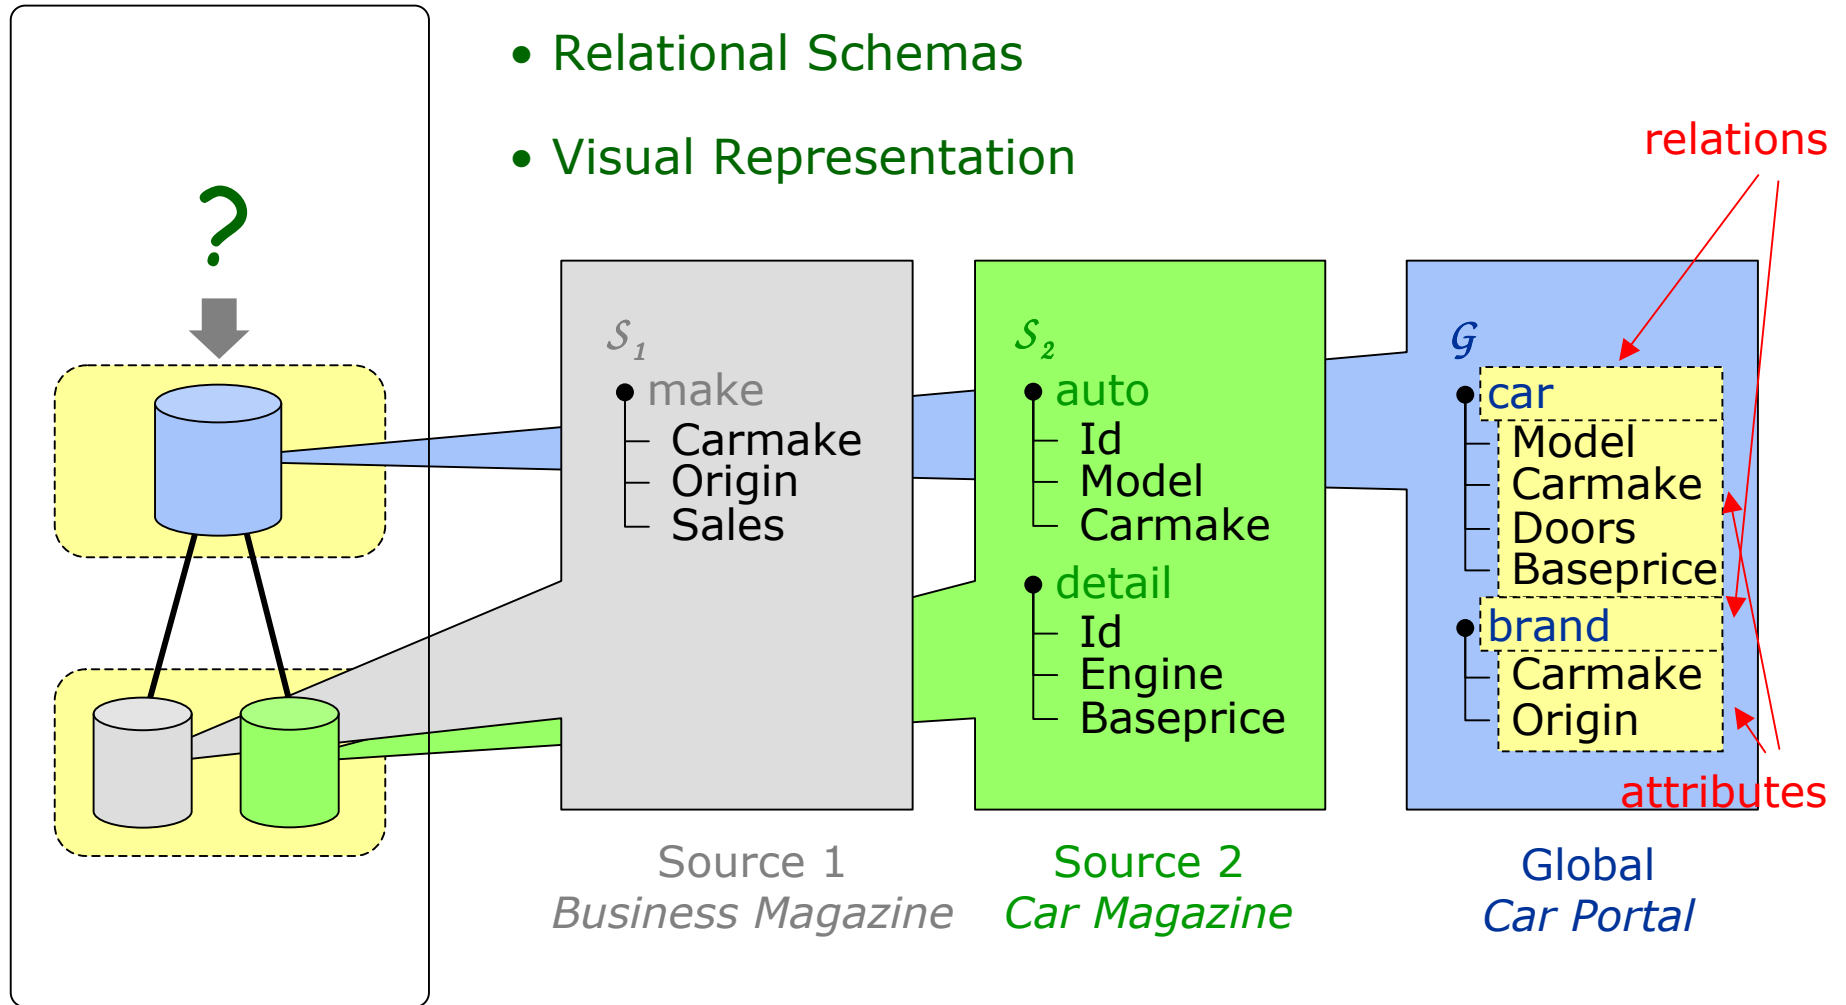 • Relational Schemas
• Visual Representation
relations
?
S1
make
Carmake
Origin
Sales
S2
auto
Id
Model
Carmake
detail
Id
Engine
Baseprice
G
car
Model
Carmake
Doors
Baseprice
brand
Carmake
Origin
attributes
Source 1
Business Magazine
Source 2
Car Magazine
Global
Car Portal